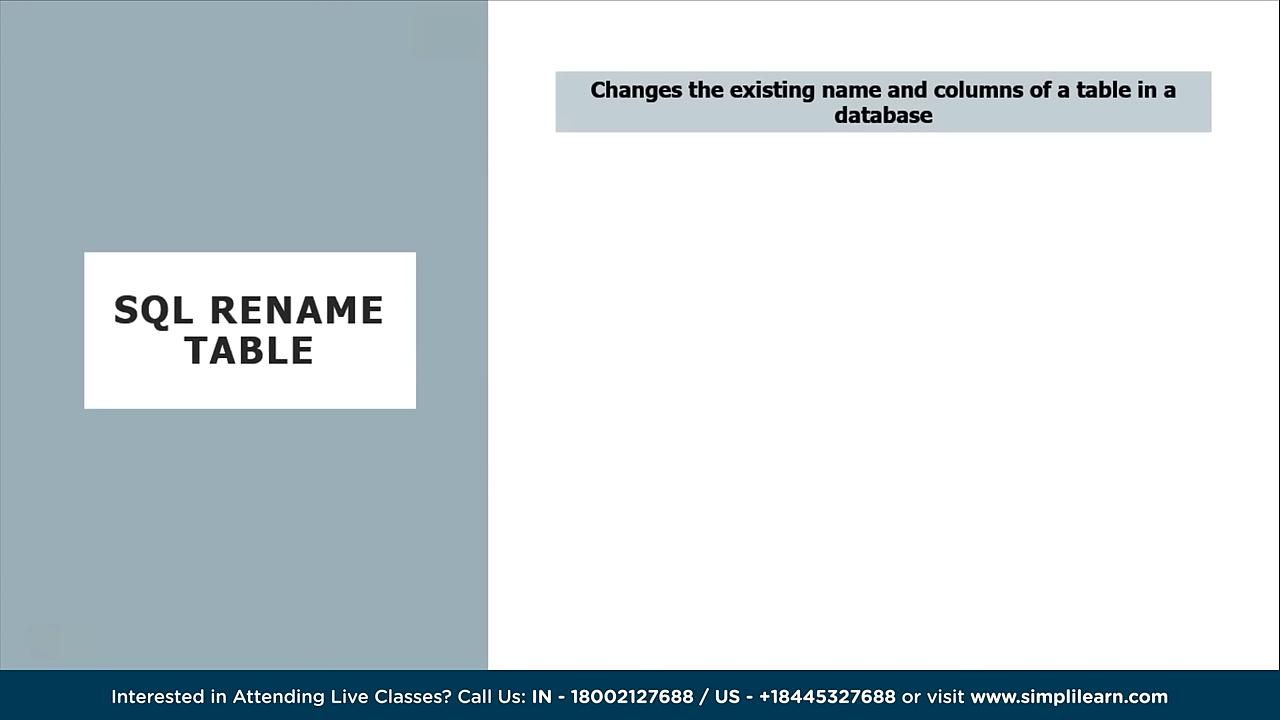 Changes the existing name and columns of a table in a
database
SQL RENAME
TABLE
Interested in Attending Live Classes? Call Us: IN - 18002127688 / US - +18445327688 or visit www.simplilearn.com